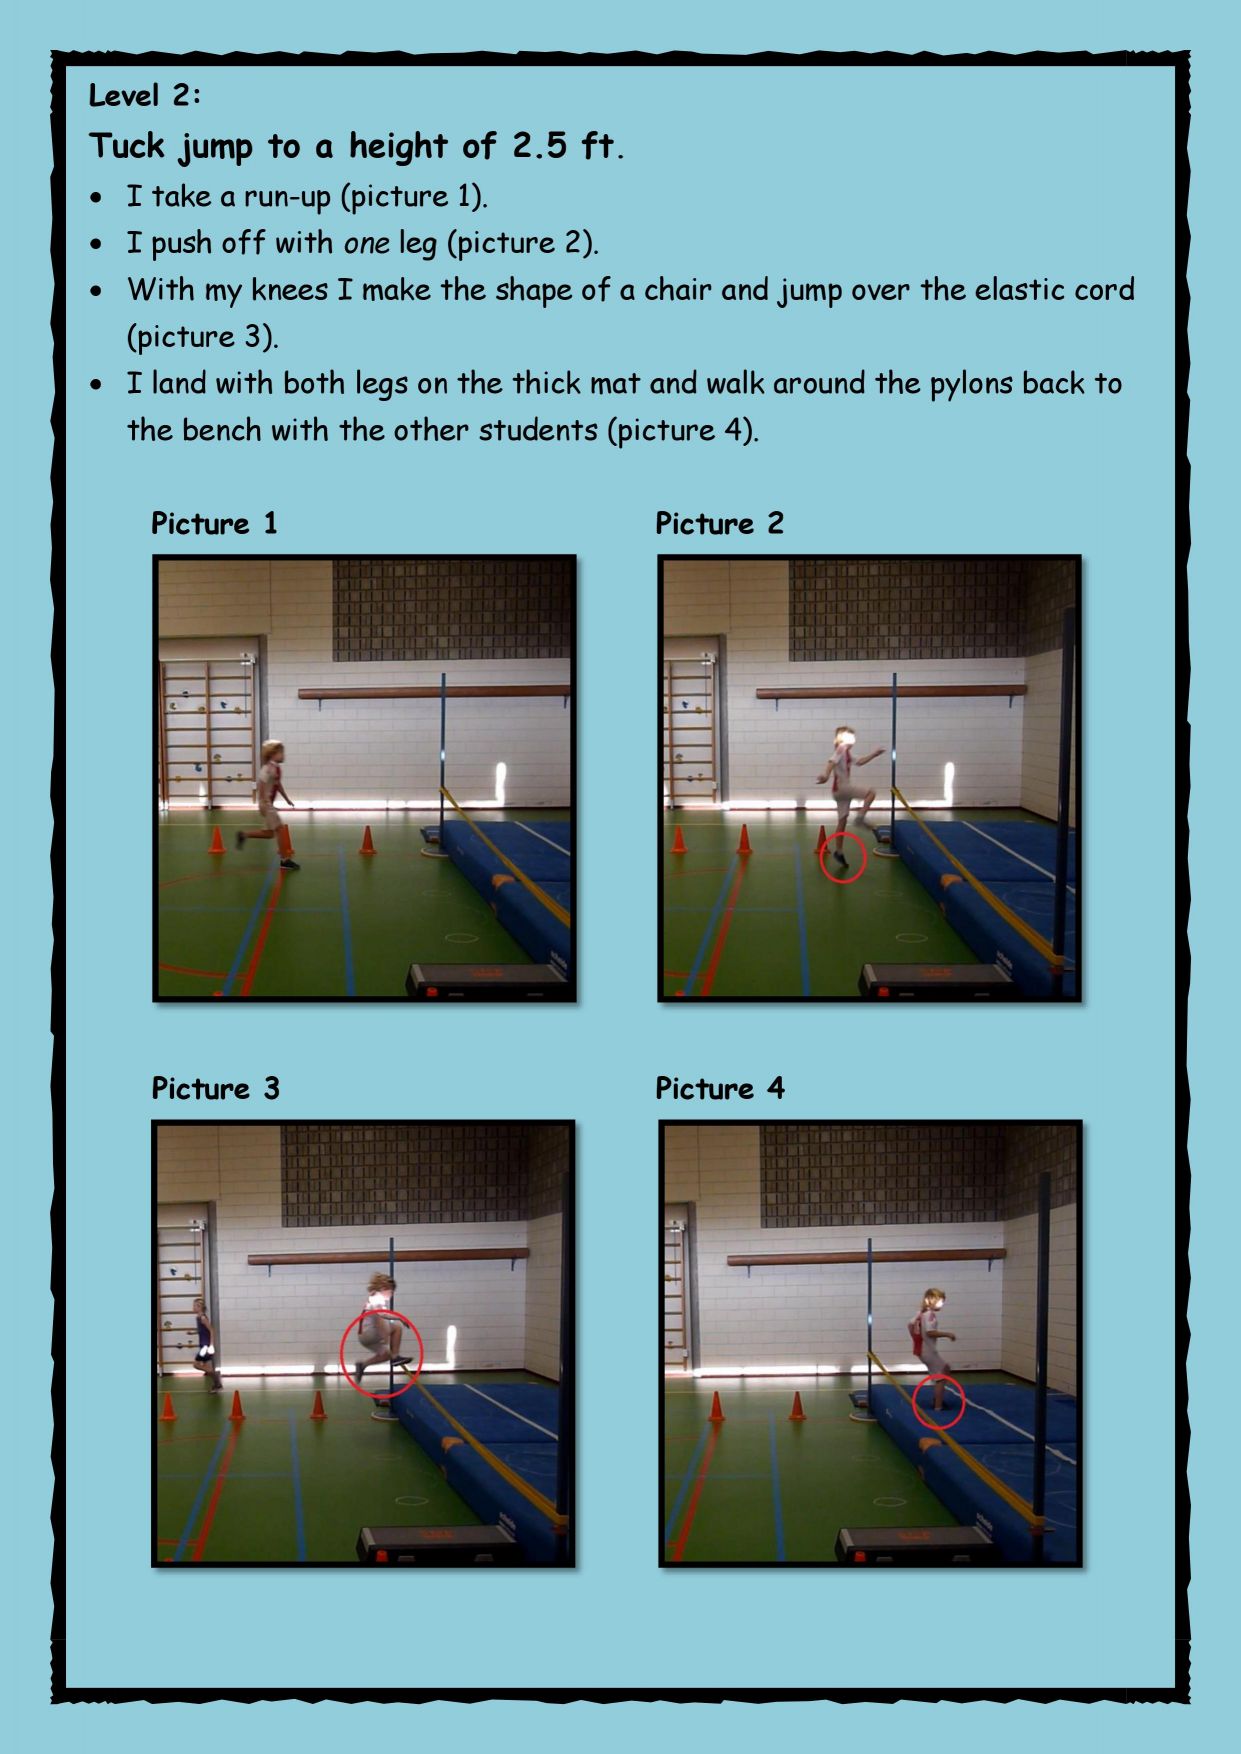 Level 2:
Tuck jump to a height of 2.5 ft.
• I take a run-up (picture 1).
• I push off with one leg (picture 2).
• With my knees I make the shape of a chair and jump over the elastic cord
(picture 3).
• I land with both legs on the thick mat and walk around the pylons back to
the bench with the other students (picture 4).
Picture 1
Picture 2
Picture 3
Picture 4